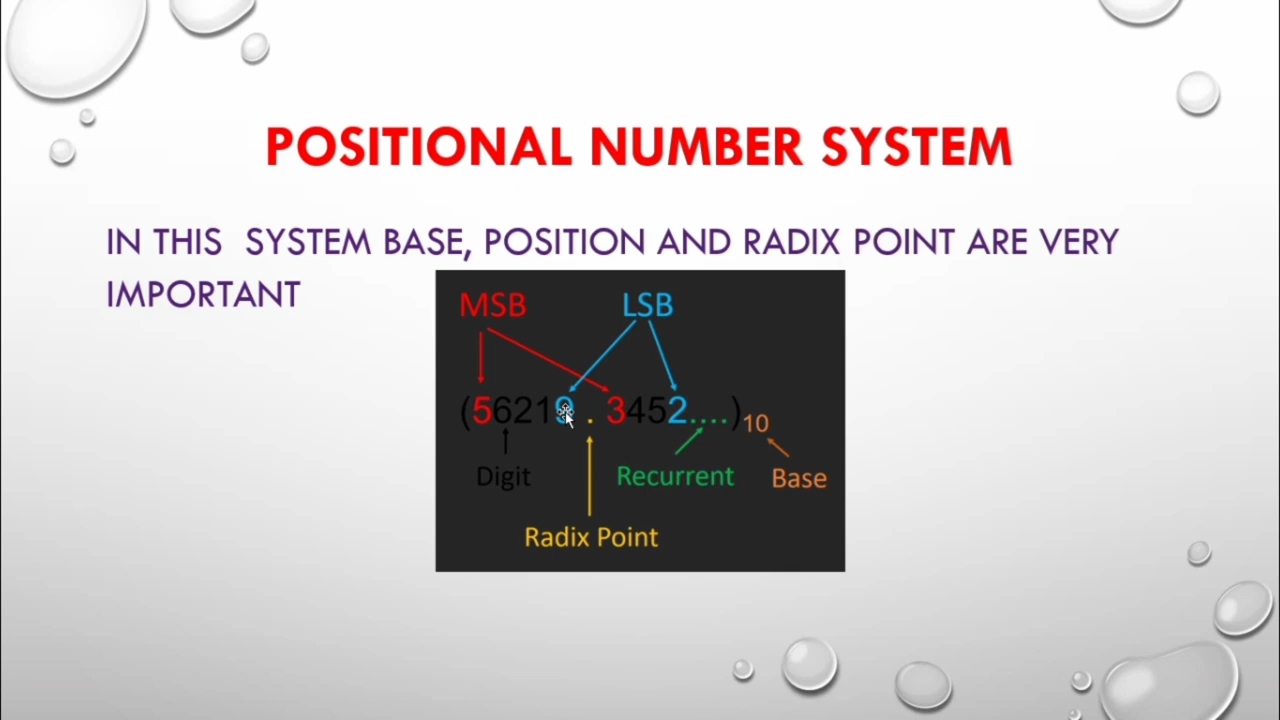 POSITIONAL NUMBER SYSTEM
IN THIS SYSTEM BASE, POSITION AND RADIX POINT ARE VERY
IMPORTANT
MSB LSB
(56219.3452....)10
Digit Recurrent Base
Radix Point